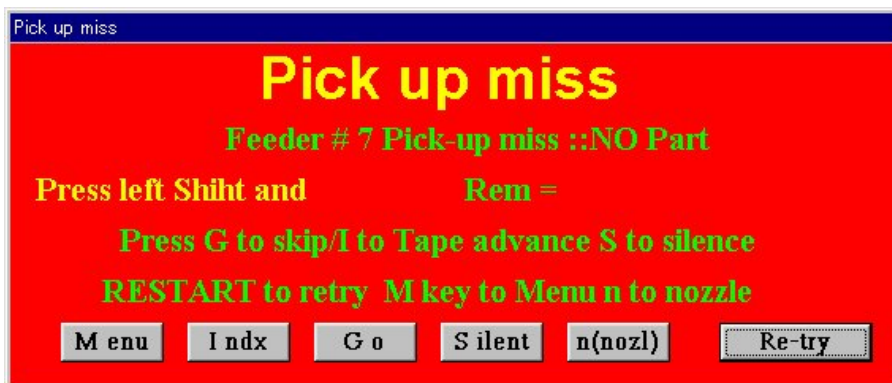 Pick up miss
Pick up miss
Feeder # 7 Pick-up miss ::NO Part
Press left Shiht and Rem =
Press G to skip/I to Tape advance S to silence
RESTART to retry M key to Menu n to nozzle
M enu I ndx G o S ilent n(nozl) Re-try